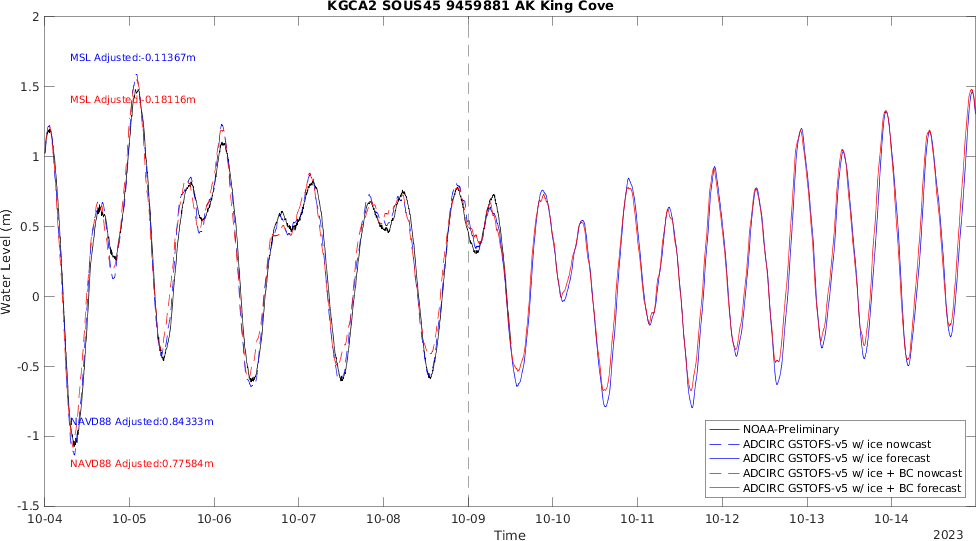 KGCA2 SOUS45 9459881 AK King Cove
Water Level (m)
2
1.5
1
0.5
0
-0.5
-1
-1.5
MSL Adjusted:-0.11367m
MSL Adjusted:-0.18116m
NAVD88 Adjusted:0.84333m
NAVD88 Adjusted:0.77584m
NOAA-Preliminary
ADCIRC GSTOFS-v5 w/ ice nowcast
ADCIRC GSTOFS-v5 w/ ice forecast
ADCIRC GSTOFS-v5 w/ ice + BC nowcast
ADCIRC GSTOFS-v5 w/ ice + BC forecast
10-04 10-05 10-06 10-07 10-08 10-09 10-10 10-11 10-12 10-13 10-14
Time
2023